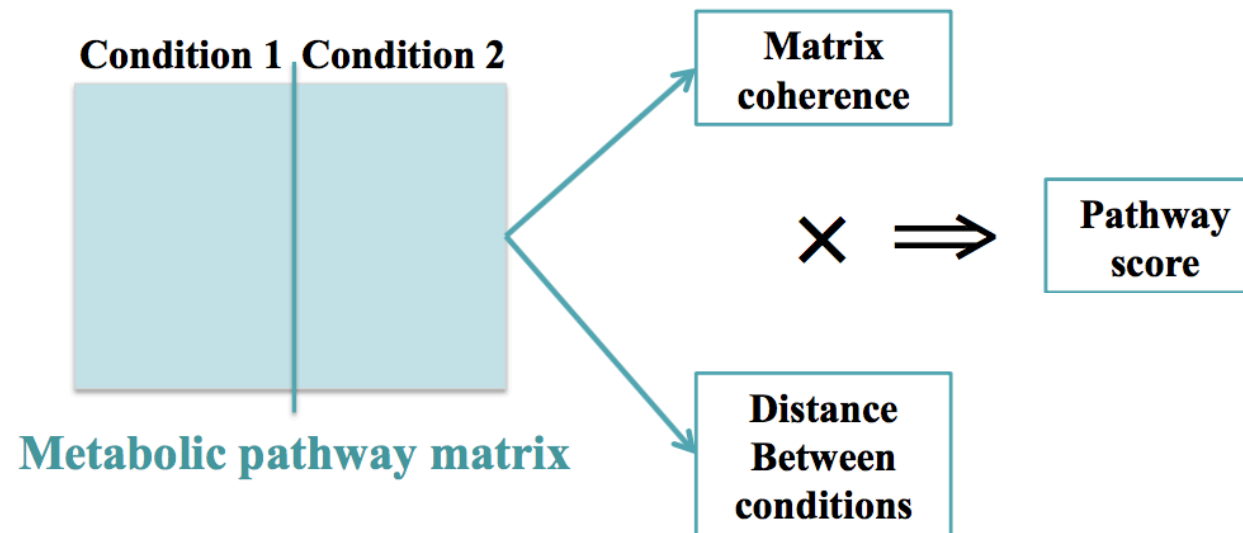 Condition 1 Condition 2
Metabolic pathway matrix
Matrix
coherence
×
Distance
Between
conditions
Pathway
score